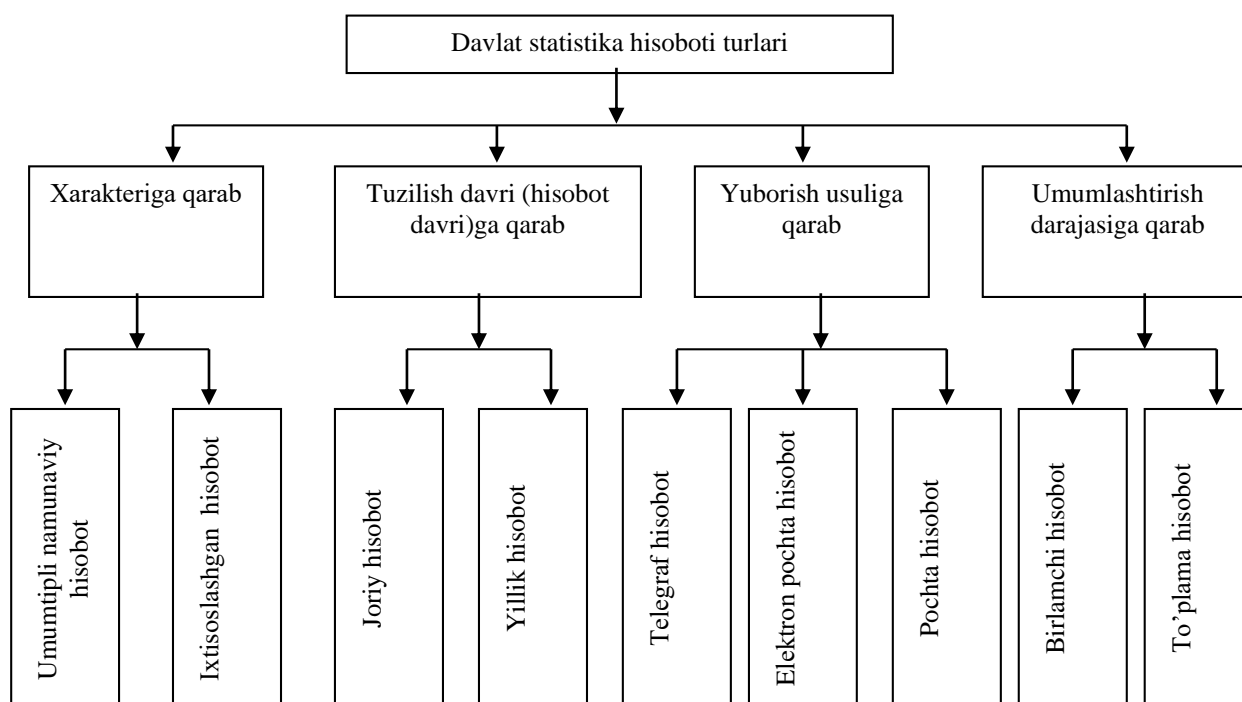 Davlat statistika hisoboti turlari
Xarakteriga qarab
Tuzilish davri (hisobot
davri)ga qarab
Yuborish usuliga
qarab
Umumlashtirish
darajasiga qarab
Umumtipli namunaviy
hisobot
Ixtisoslashgan hisobot
Joriy hisobot
Yillik hisobot
Telegraf hisobot
Elektron pochta hisobot
Pochta hisobot
Birlamchi hisobot
To’plama hisobot